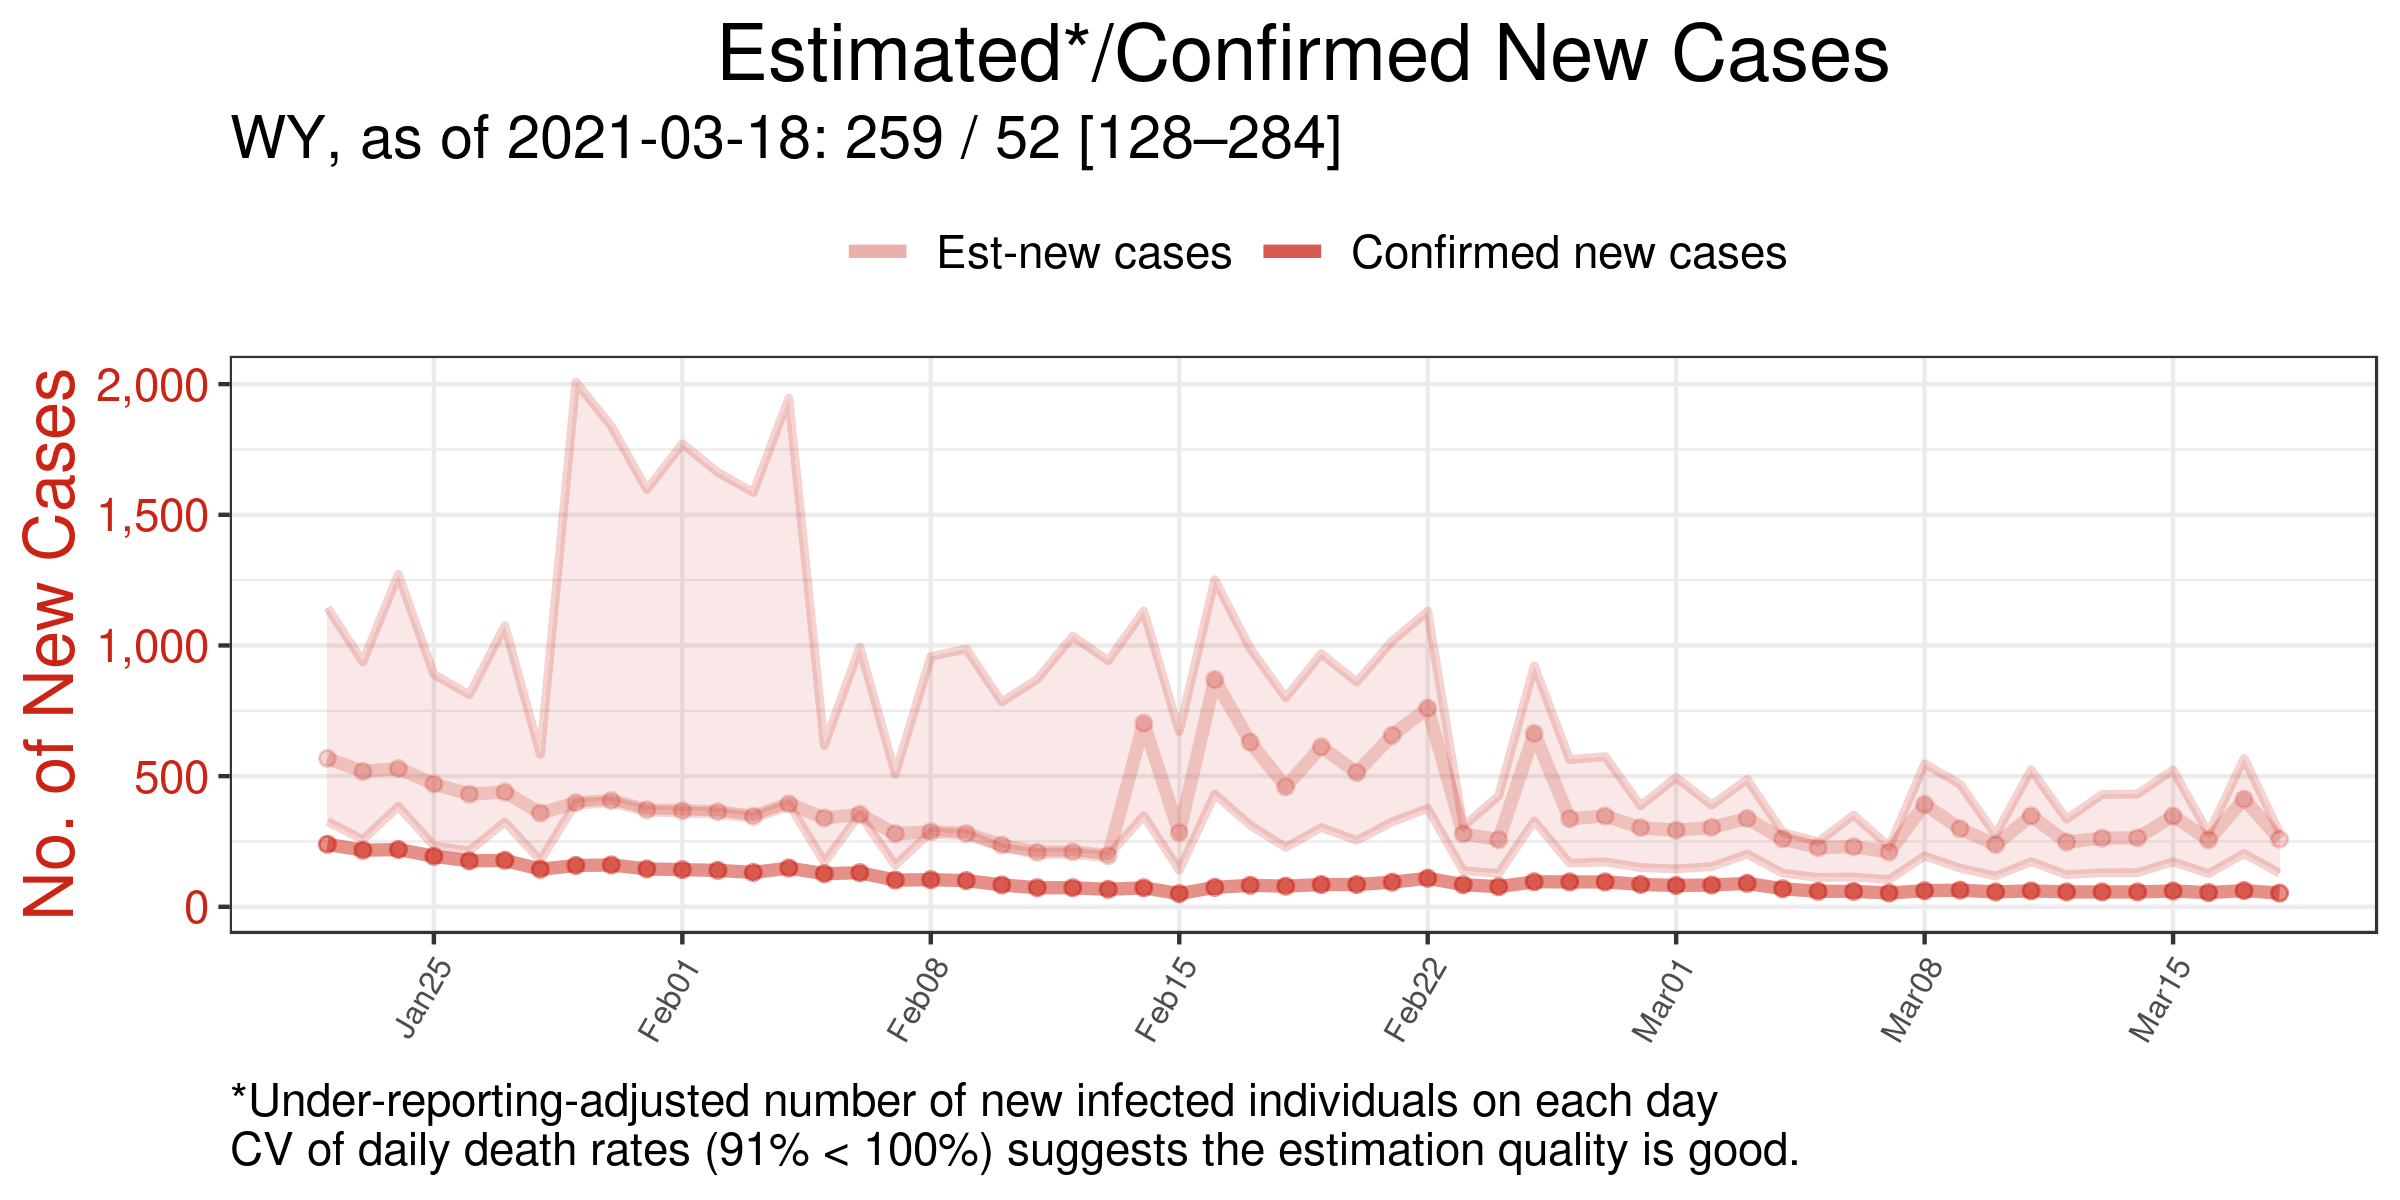 Estimated*/Confirmed New Cases
WY, as of 2021-03-18: 259 / 52 [128–284]
Est-new cases
Confirmed new cases
No. of New Cases
2,000
1,500
1,000
500
0
Jan25
Feb01
Feb08
Feb15
Feb22
Mar01
Mar08
Mar15
*Under-reporting-adjusted number of new infected individuals on each day
CV of daily death rates (91% < 100%) suggests the estimation quality is good.